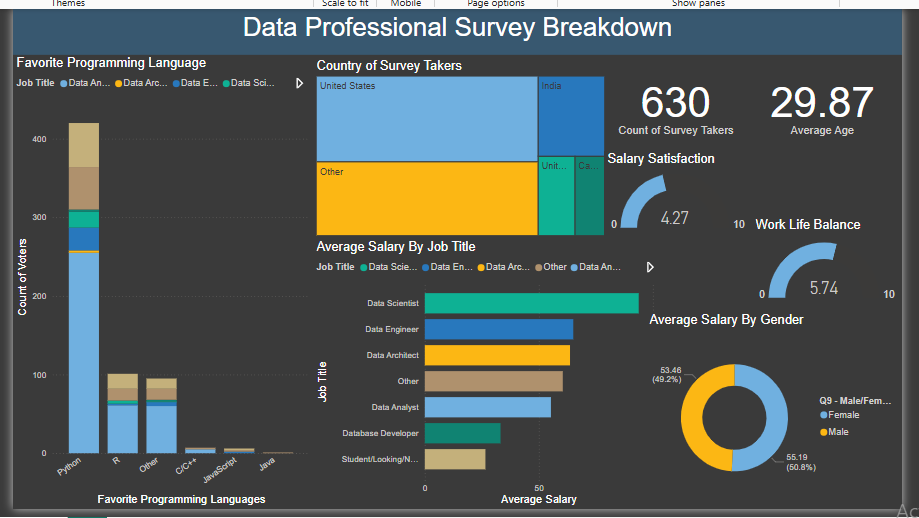 Themes
Scale to fit
Mobile
Page options
Show panes
Data Professional Survey Breakdown
Favorite Programming Language
Job Title Data An... Data Arc... Data E... Data Sci...
Count of Voters
400
300
200
100
0
Python
R
Other
C/C++
JavaScript
Java
Favorite Programming Languages
Country of Survey Takers
United States
India
Other
Unit...
Ca...
630
Count of Survey Takers
29.87
Average Age
Salary Satisfaction
4.27
0
10
Work Life Balance
5.74
0
10
Average Salary By Job Title
Job Title Data Scie... Data En... Data Arc... Other Data An...
Job Title
Data Scientist
Data Engineer
Data Architect
Other
Data Analyst
Database Developer
Student/Looking/N...
0
50
Average Salary
Average Salary By Gender
53.46
(49.2%)
55.19
(50.8%)
Q9 - Male/Fem...
Female
Male
Ac